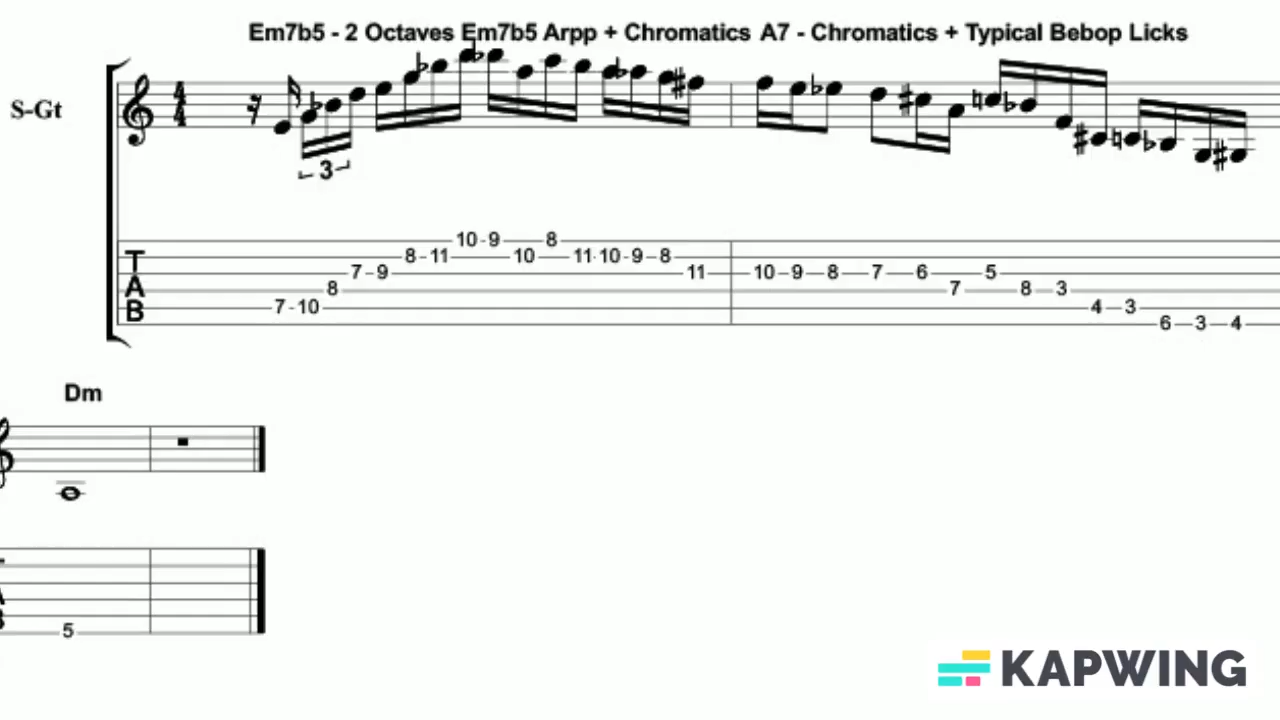 Em7b5 - 2 Octaves Em7b5 Arpp + Chromatics A7 - Chromatics + Typical Bebop Licks
S-Gt
4
4
3
10 9 8
8 11 10 11 10 9 8
T 7 9 11 10 9 8 7 6 5
A 8 7 8 3
B 7 10 4 3
6 3 4
Dm
5
KAPWING